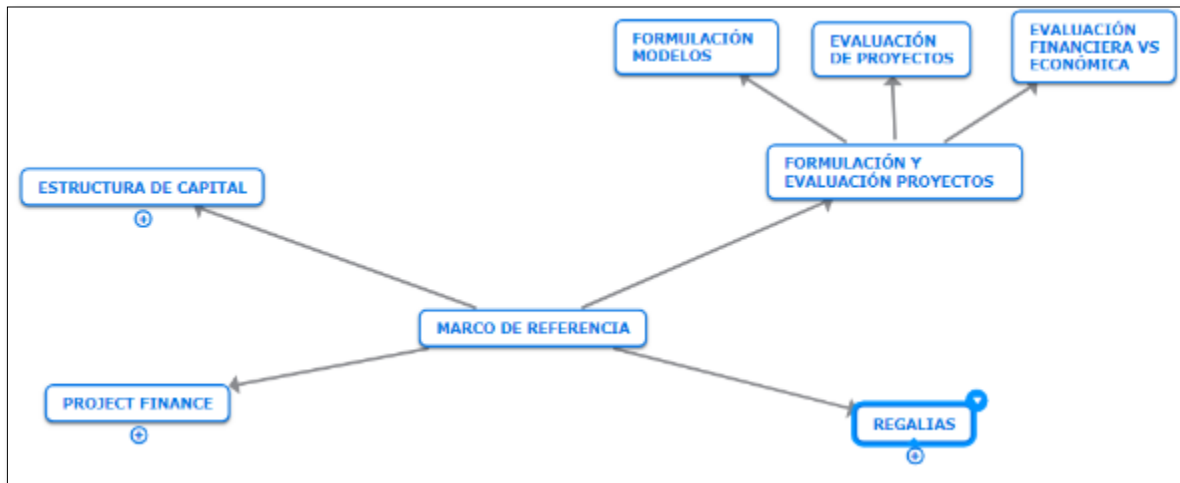 FORMULACIÓN
MODELOS
EVALUACIÓN
DE PROYECTOS
EVALUACIÓN
FINANCIERA VS
ECONÓMICA
FORMULACIÓN Y
EVALUACIÓN PROYECTOS
ESTRUCTURA DE CAPITAL
MARCO DE REFERENCIA
PROJECT FINANCE
REGALIAS